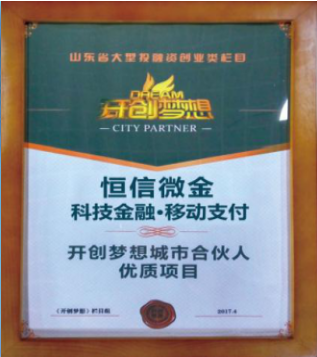 山东省大型投融资创业类栏目
DREAM
开创梦想
CITY PARTNER
恒信微金
科技金融·移动支付
开创梦想城市合伙人
优质项目
《开创梦想》栏目组
2017.6